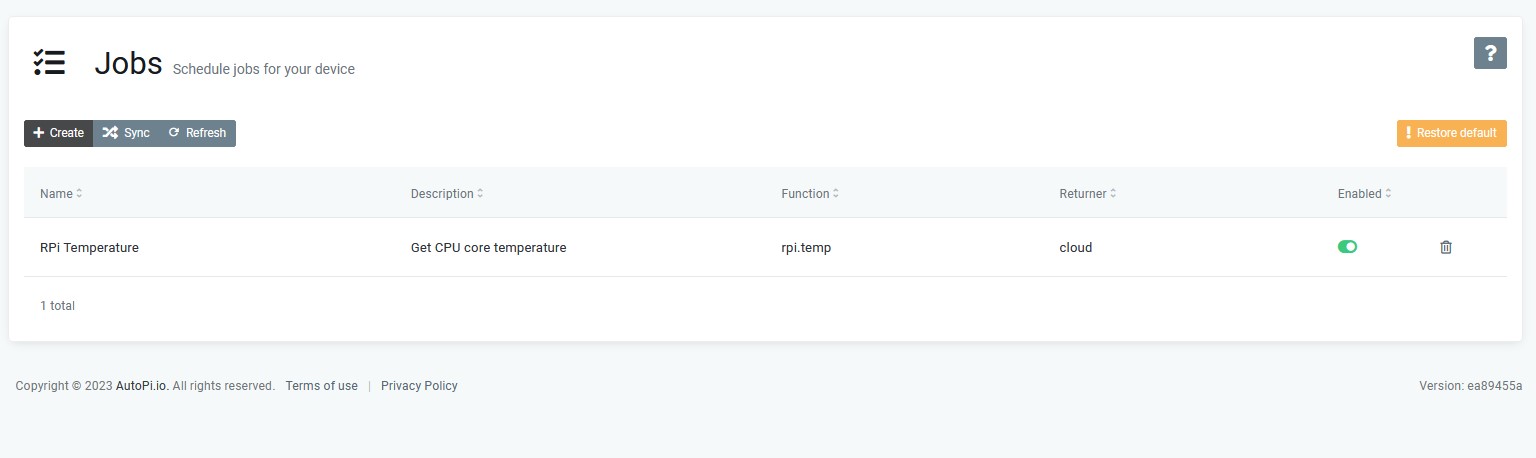 Jobs Schedule jobs for your device
?
Create Sync Refresh
Restore default
Name Description Function Returner Enabled
RPi Temperature Get CPU core temperature rpi.temp cloud
1 total
Copyright © 2023 AutoPi.io. All rights reserved. Terms of use | Privacy Policy
Version: ea89455a